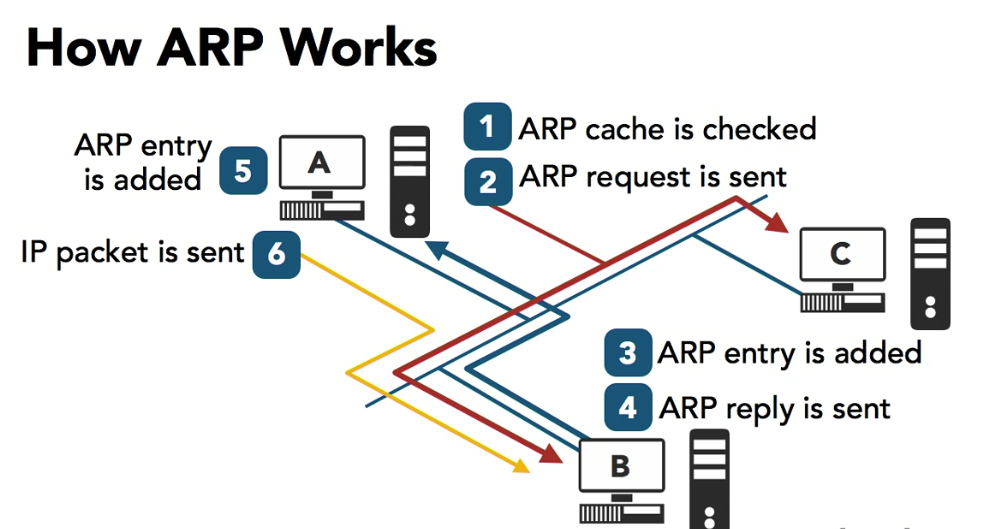 How ARP Works
1 ARP cache is checked
2 ARP request is sent
ARP entry
is added 5
A
IP packet is sent 6
C
3 ARP entry is added
4 ARP reply is sent
B